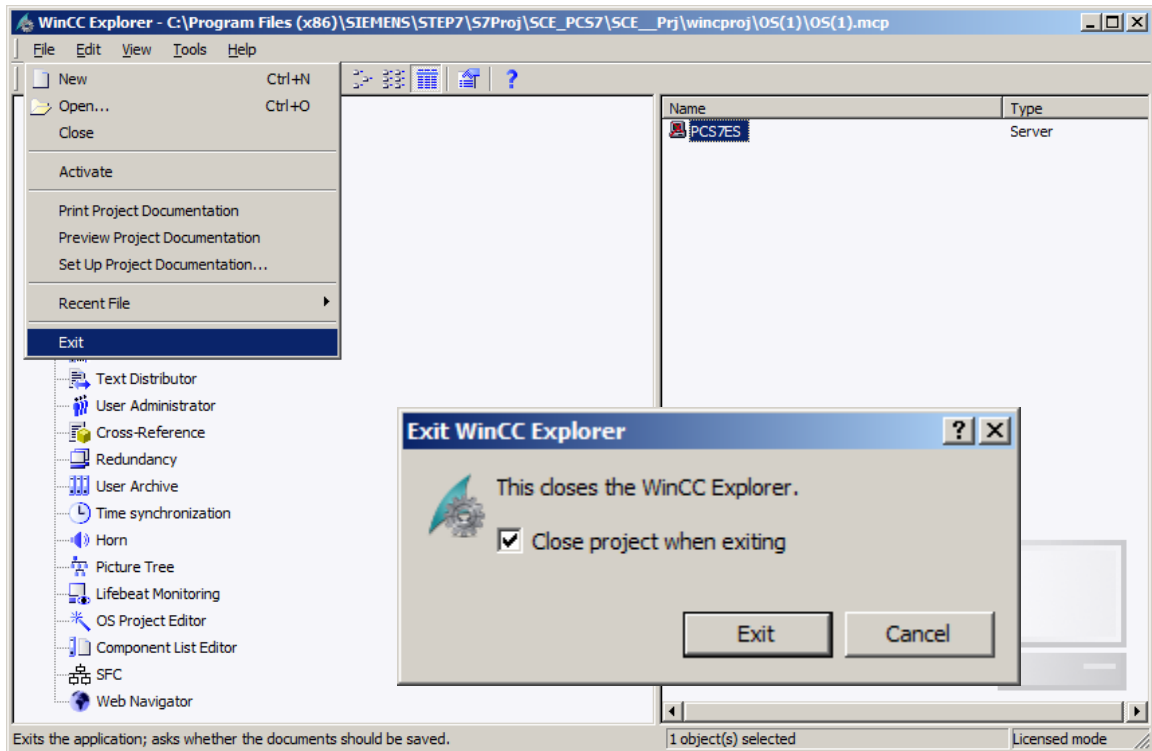 WinCC Explorer - C:\Program Files (x86)\SIEMENS\STEP7\S7Proj\SCE_PCS7\SCE__Prj\wincproj\OS(1)\OS(1).mcp
File Edit View Tools Help
New Ctrl+N
Open... Ctrl+O
Close
Activate
Print Project Documentation
Preview Project Documentation
Set Up Project Documentation...
Recent File
Exit
Name Type
PCS7ES Server
Text Distributor
User Administrator
Cross-Reference
Redundancy
User Archive
Time synchronization
Horn
Picture Tree
Lifebeat Monitoring
OS Project Editor
Component List Editor
SFC
Web Navigator
Exit WinCC Explorer
This closes the WinCC Explorer.
Close project when exiting
Exit Cancel
Exits the application; asks whether the documents should be saved. 1 object(s) selected Licensed mode